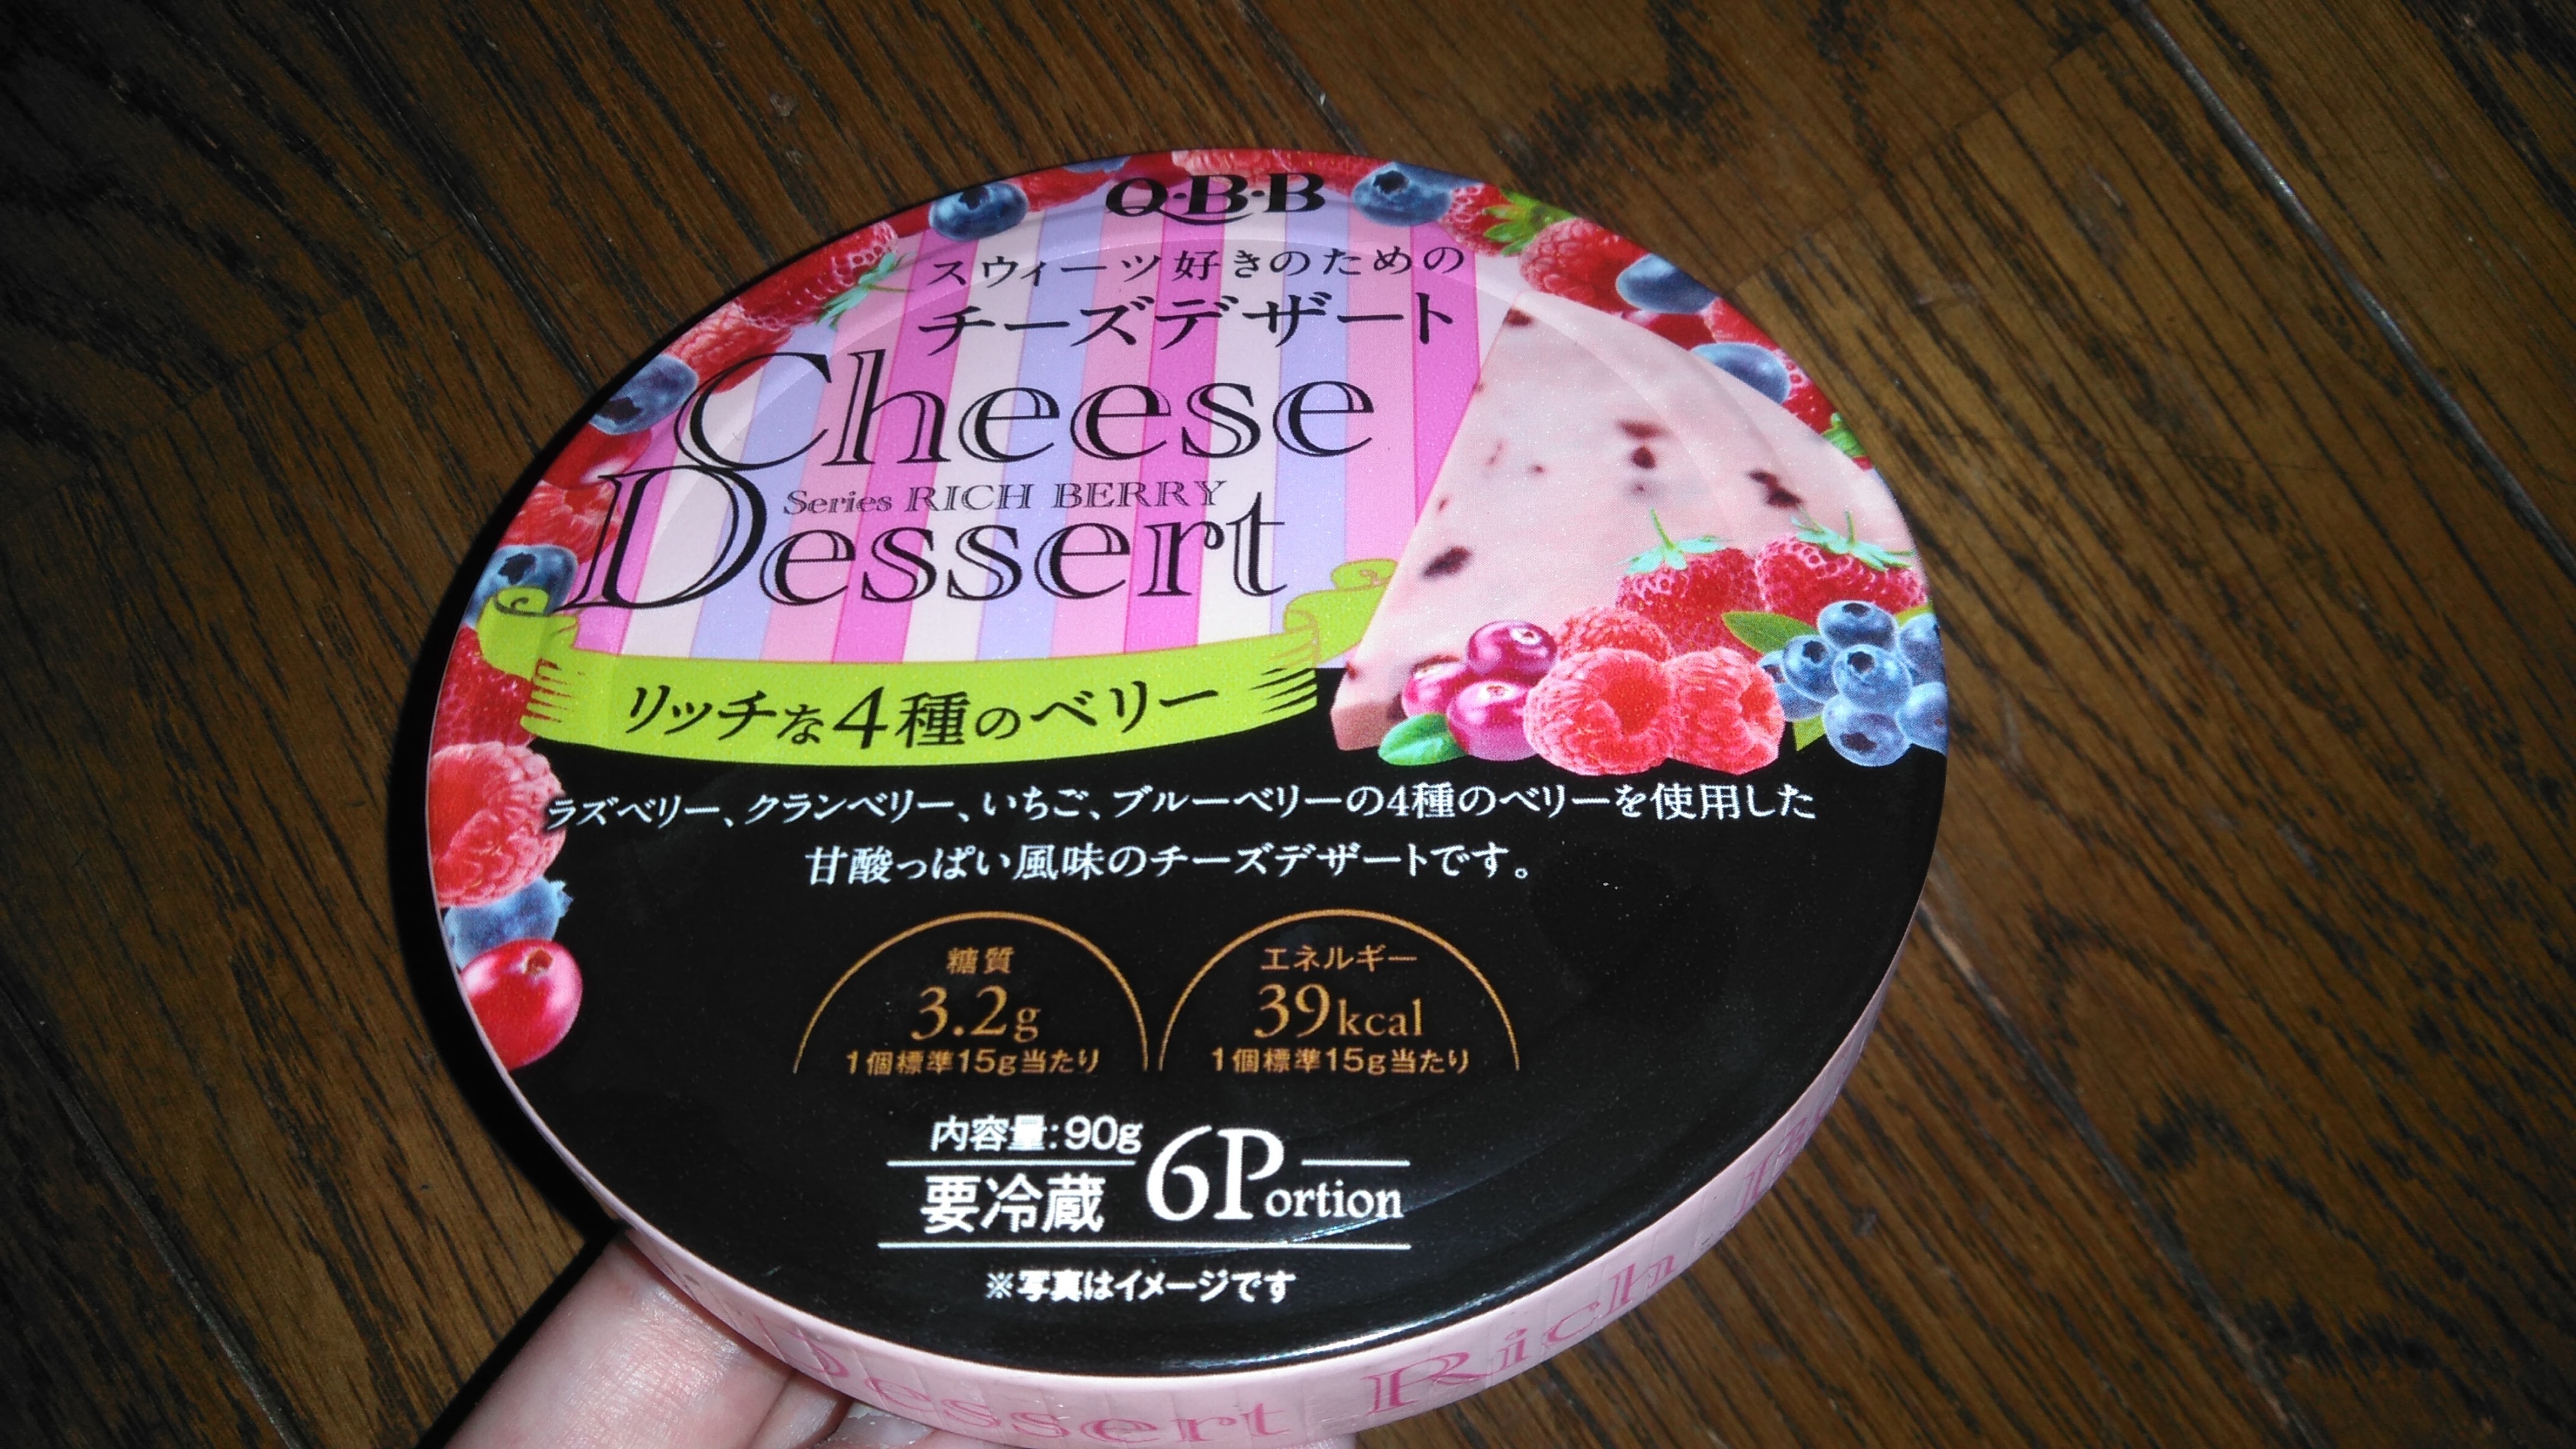 Q・B・B
スウィーツ好きのための
チーズデザート
Cheese
Series RICH BERRY
Dessert
リッチな4種のベリー
ラズベリー、クランベリー、いちご、ブルーベリーの4種のベリーを使用した
甘酸っぱい風味のチーズデザートです。
糖質
3.2g
1個標準15g当たり
エネルギー
39kcal
1個標準15g当たり
内容量:90g
要冷蔵
6Portion
※写真はイメージです
Dessert Rich